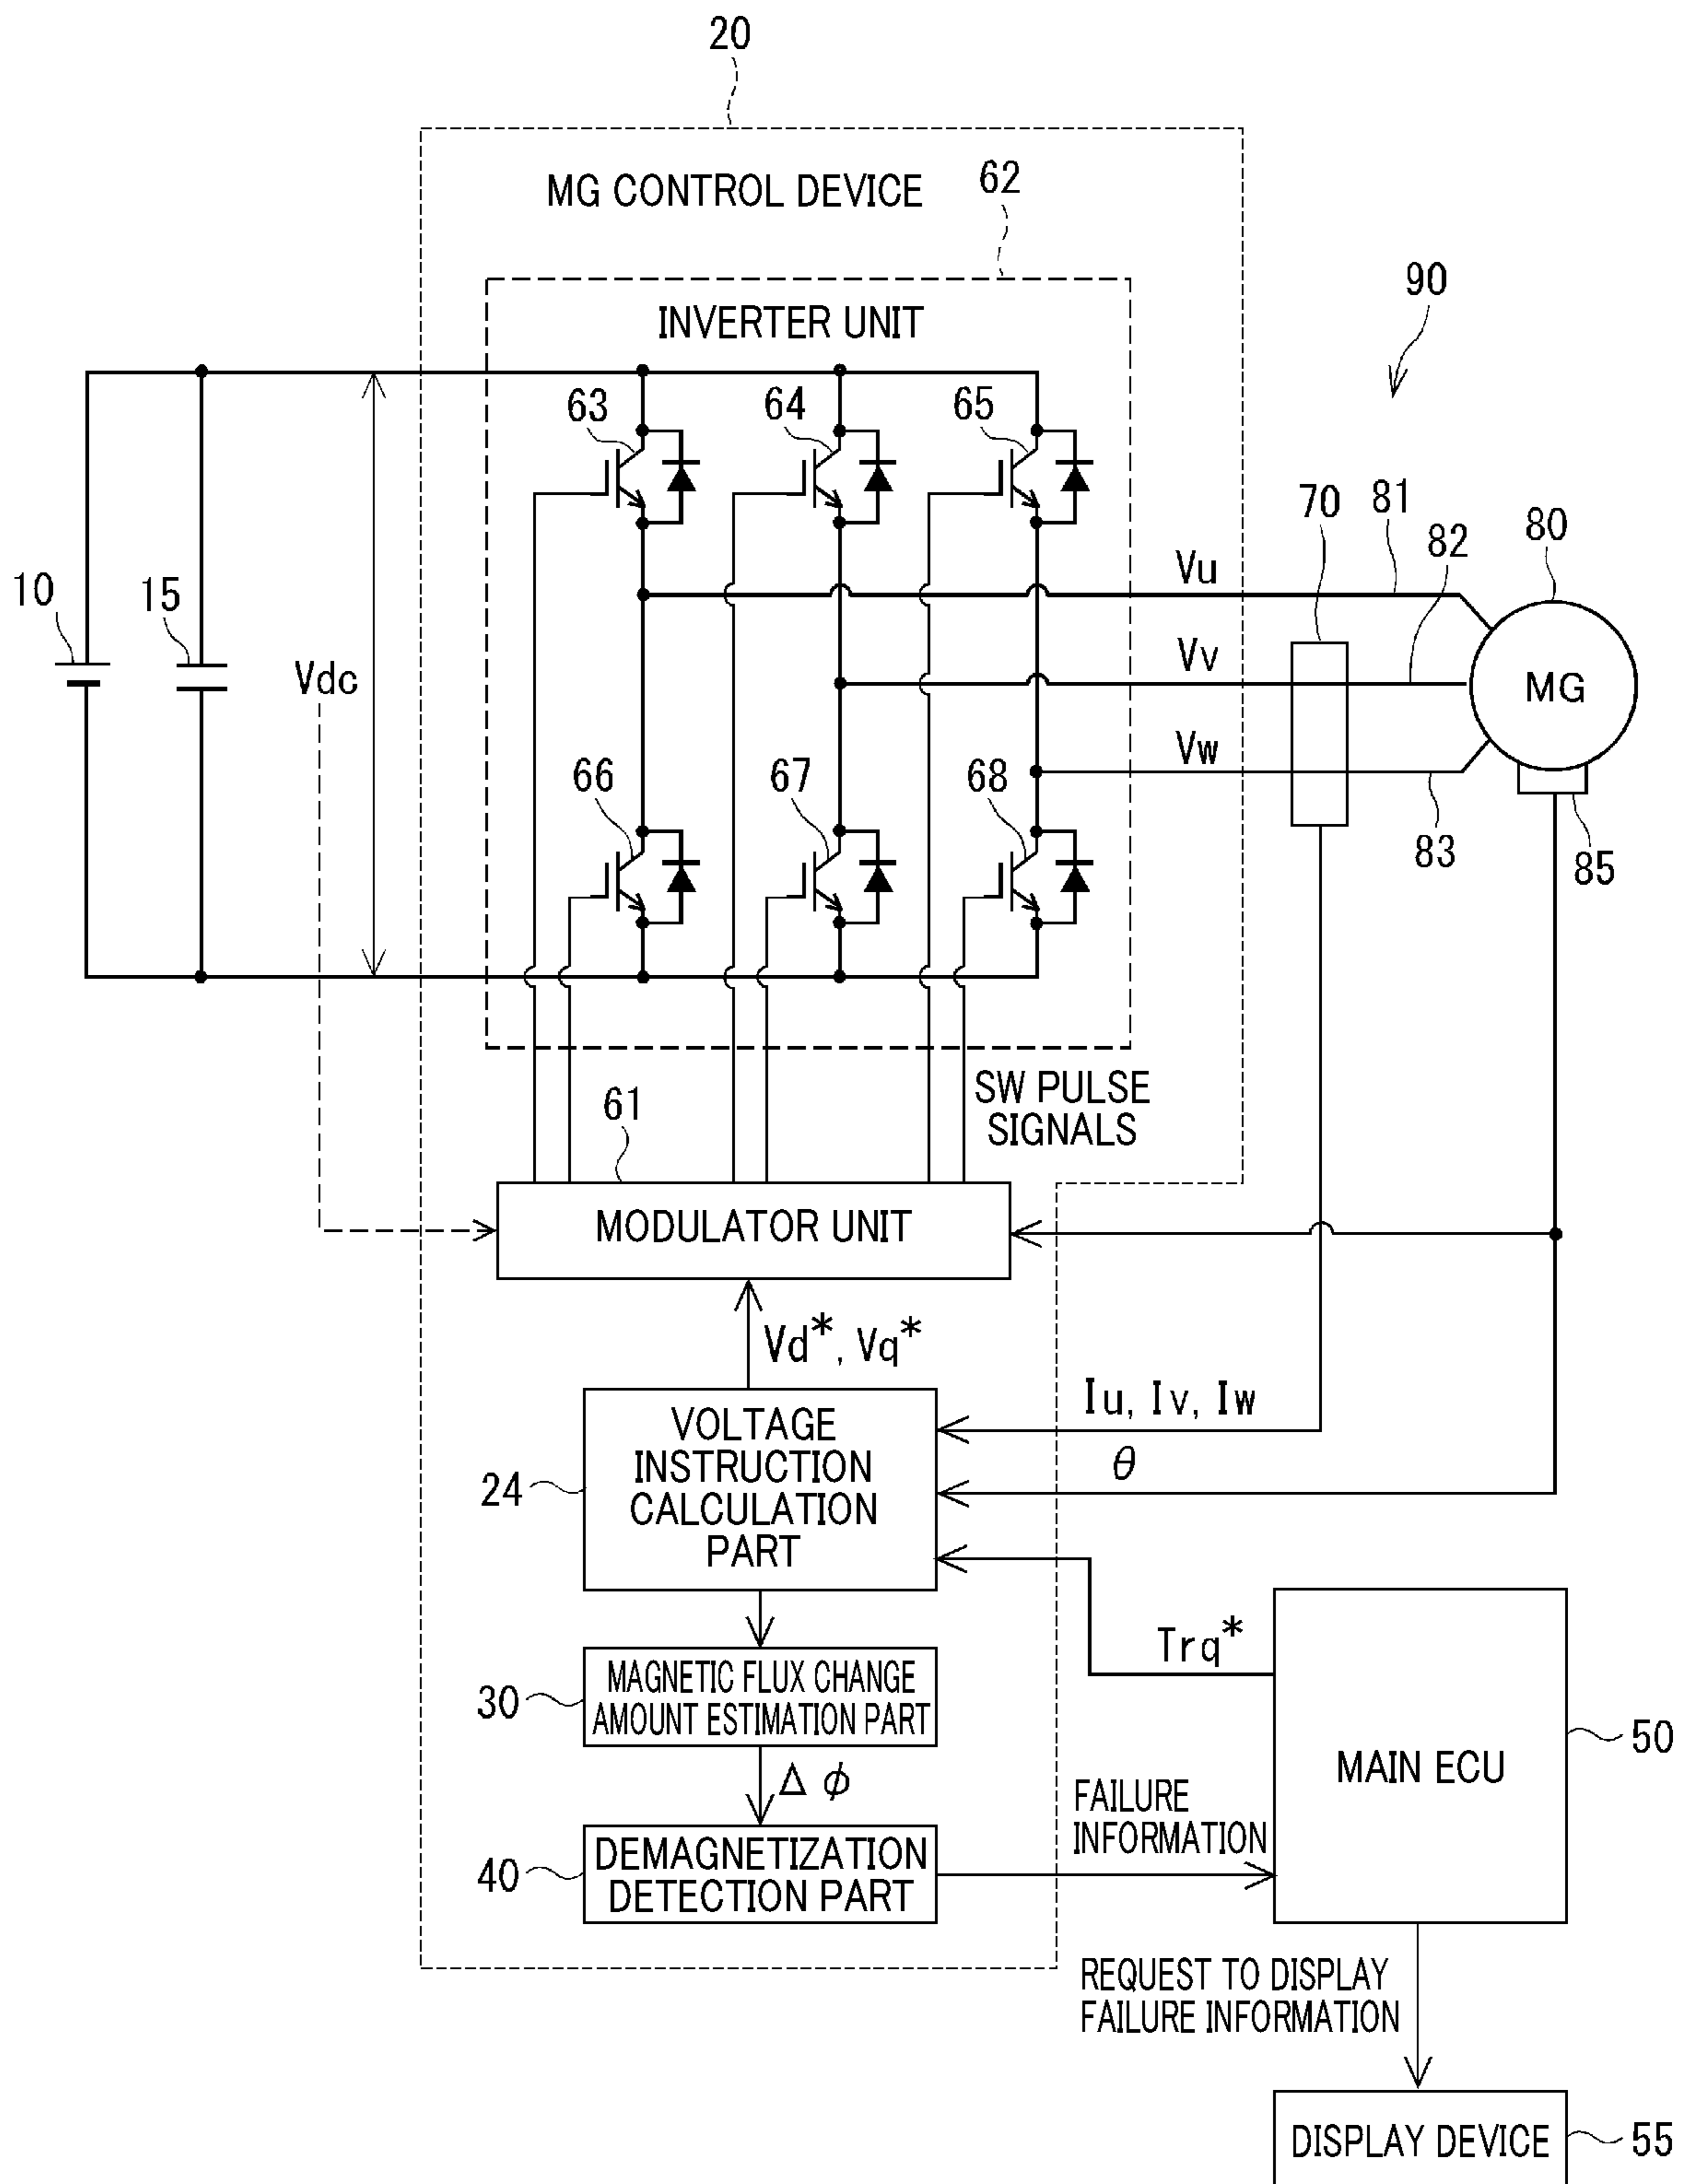 20
MG CONTROL DEVICE
62
INVERTER UNIT
90
63
64
65
70
81
82
80
10
15
Vdc
Vu
Vv
Vw
MG
66
67
68
83
85
SW PULSE
SIGNALS
61
MODULATOR UNIT
Vd*, Vq*
Iu, Iv, Iw
θ
24
VOLTAGE
INSTRUCTION
CALCULATION
PART
Trq*
30
MAGNETIC FLUX CHANGE
AMOUNT ESTIMATION PART
50
MAIN ECU
Δ φ
FAILURE
INFORMATION
40
DEMAGNETIZATION
DETECTION PART
REQUEST TO DISPLAY
FAILURE INFORMATION
DISPLAY DEVICE
55